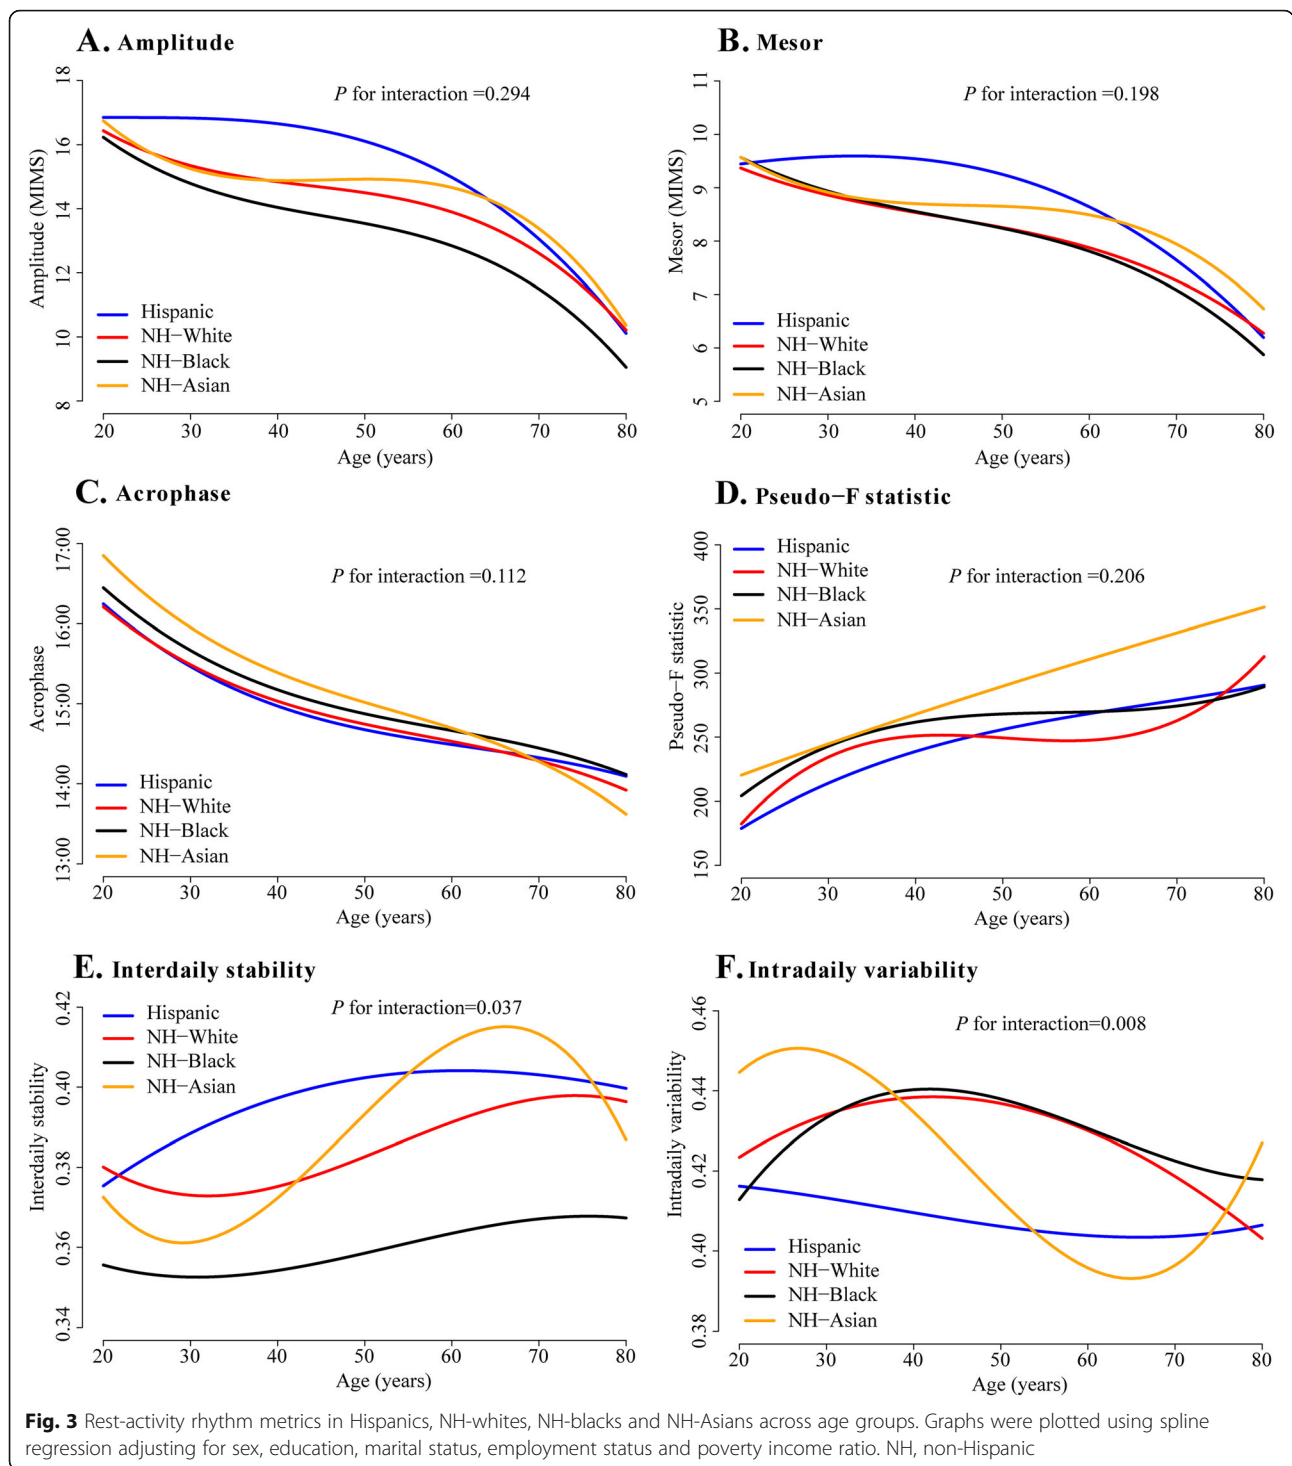 A. Amplitude
P for interaction =0.294
Amplitude (MIMS)
18
16
14
12
10
8
Hispanic
NH−White
NH−Black
NH−Asian
20 30 40 50 60 70 80
Age (years)
B. Mesor
P for interaction =0.198
Mesor (MIMS)
11
10
9
8
7
6
5
Hispanic
NH−White
NH−Black
NH−Asian
20 30 40 50 60 70 80
Age (years)
C. Acrophase
P for interaction =0.112
Acrophase
17:00
16:00
15:00
14:00
13:00
Hispanic
NH−White
NH−Black
NH−Asian
20 30 40 50 60 70 80
Age (years)
D. Pseudo−F statistic
Hispanic
NH−White
NH−Black
NH−Asian
P for interaction =0.206
Pseudo−F statistic
400
350
300
250
200
150
20 30 40 50 60 70 80
Age (years)
E. Interdaily stability
Hispanic
NH−White
NH−Black
NH−Asian
P for interaction=0.037
Interdaily stability
0.42
0.40
0.38
0.36
0.34
20 30 40 50 60 70 80
Age (years)
F. Intradaily variability
P for interaction=0.008
Intradaily variability
0.46
0.44
0.42
0.40
0.38
Hispanic
NH−White
NH−Black
NH−Asian
20 30 40 50 60 70 80
Age (years)
Fig. 3 Rest-activity rhythm metrics in Hispanics, NH-whites, NH-blacks and NH-Asians across age groups. Graphs were plotted using spline
regression adjusting for sex, education, marital status, employment status and poverty income ratio. NH, non-Hispanic